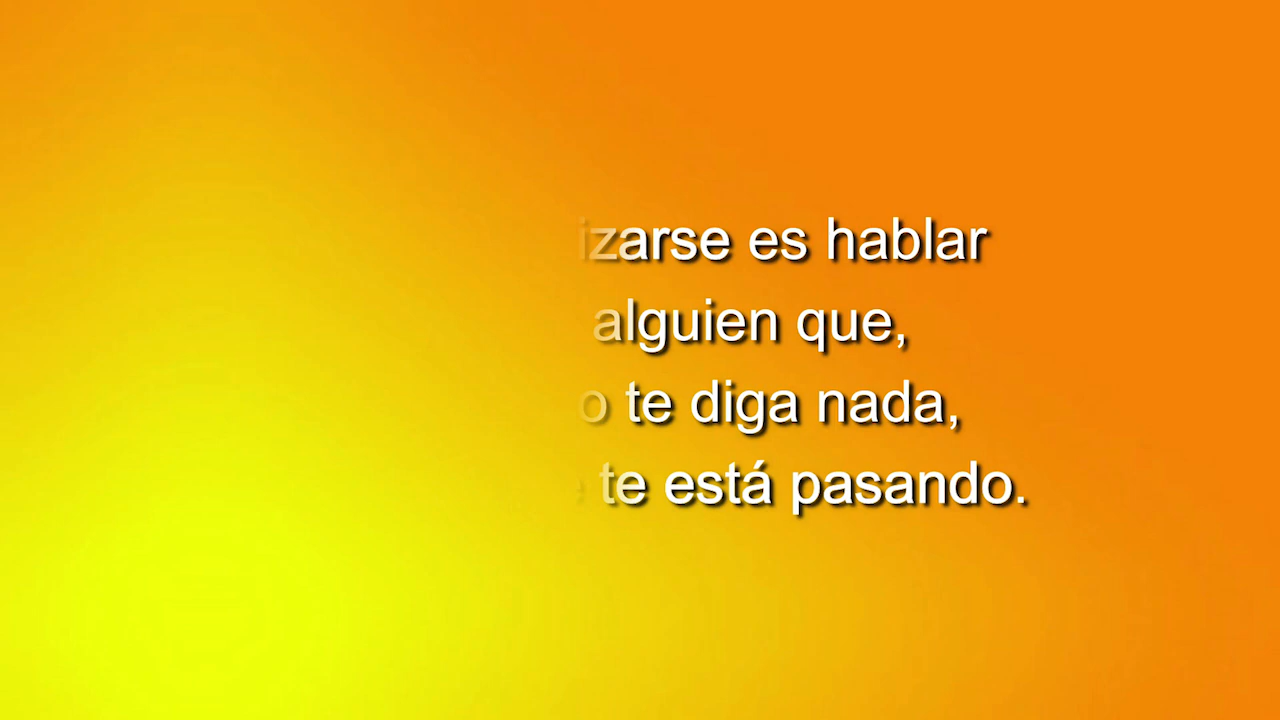 izarse es hablar
alguien que,
o te diga nada,
te está pasando.